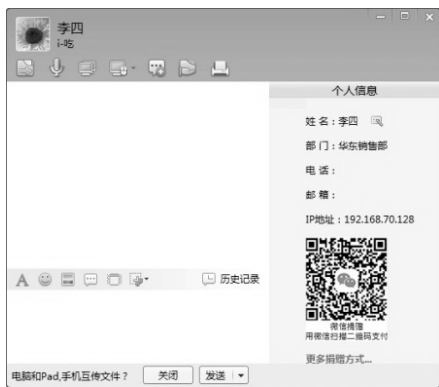 李四
i-吃
个人信息
姓 名：李四
部 门：华东销售部
电 话：
邮 箱：
IP地址：192.168.70.128
A
历史记录
微信捐赠
用微信扫描二维码支付
更多捐赠方式...
电脑和Pad,手机互传文件？ 关闭 发送